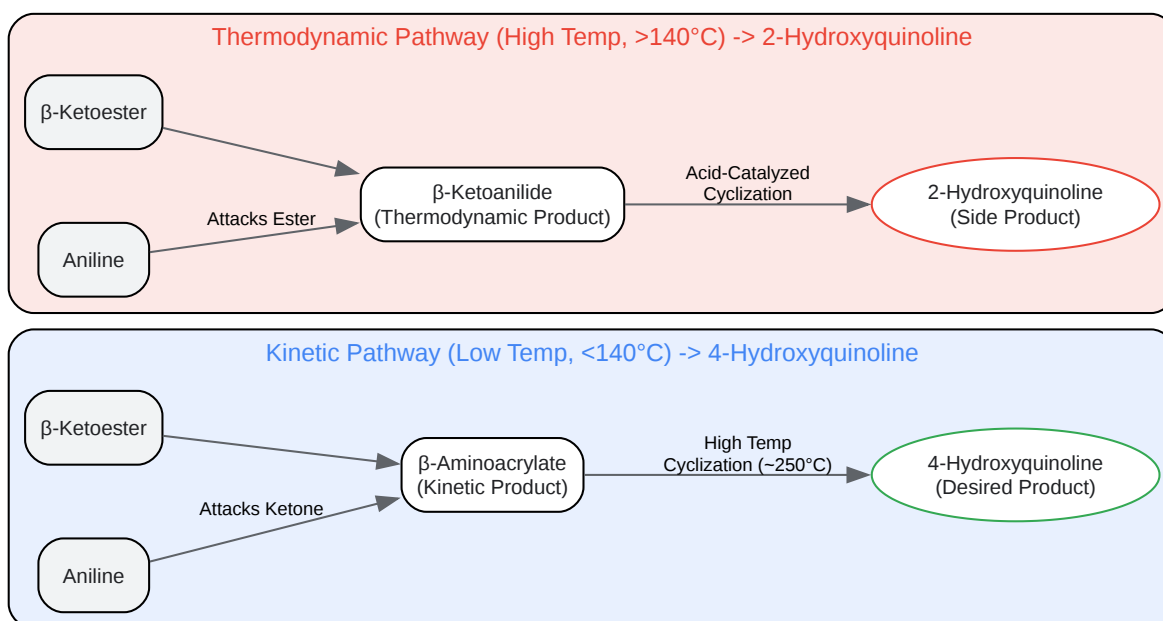 Thermodynamic Pathway (High Temp, >140°C) -> 2-Hydroxyquinoline
β-Ketoester
Aniline
Attacks Ester
β-Ketoanilide
(Thermodynamic Product)
Acid-Catalyzed
Cyclization
2-Hydroxyquinoline
(Side Product)
Kinetic Pathway (Low Temp, <140°C) -> 4-Hydroxyquinoline
β-Ketoester
Aniline
Attacks Ketone
β-Aminoacrylate
(Kinetic Product)
High Temp
Cyclization (~250°C)
4-Hydroxyquinoline
(Desired Product)